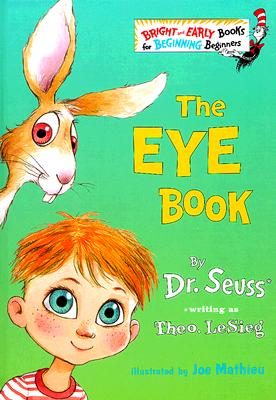 BRIGHT and EARLY BOOKS
for BEGINNING Beginners
The
EYE
BOOK
By
Dr. Seuss
writing as
Theo. LeSieg
Illustrated by Joe Mathieu